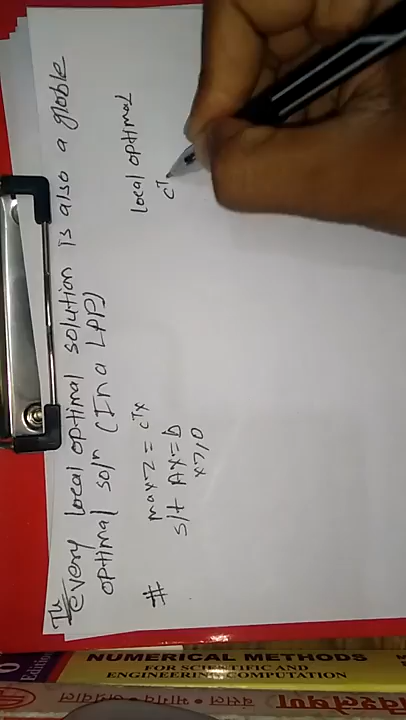 Th Every local optimal solution is also a globle
optimal solⁿ (In a LPP)
# max z = cᵀx
s/t Ax = b
x ≥ 0
local optimal
cᵀ
NUMERICAL METHODS
FOR SCIENTIFIC AND
ENGINEERING COMPUTATION
Edition